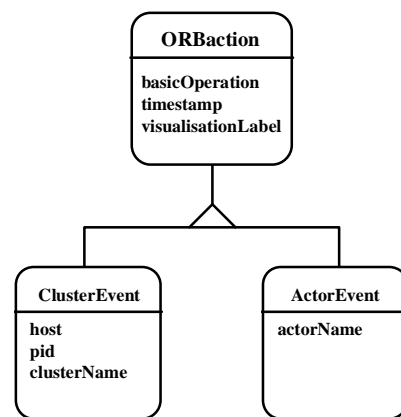 ORBaction
basicOperation
timestamp
visualisationLabel
ClusterEvent
host
pid
clusterName
ActorEvent
actorName